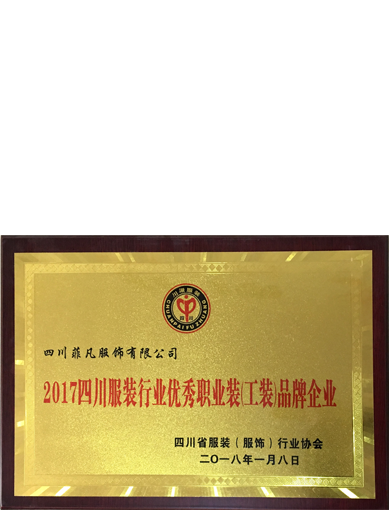 四川菲凡服饰有限公司
2017四川服装行业优秀职业装(工装)品牌企业
四川省服装（服饰）行业协会
二〇一八年一月八日